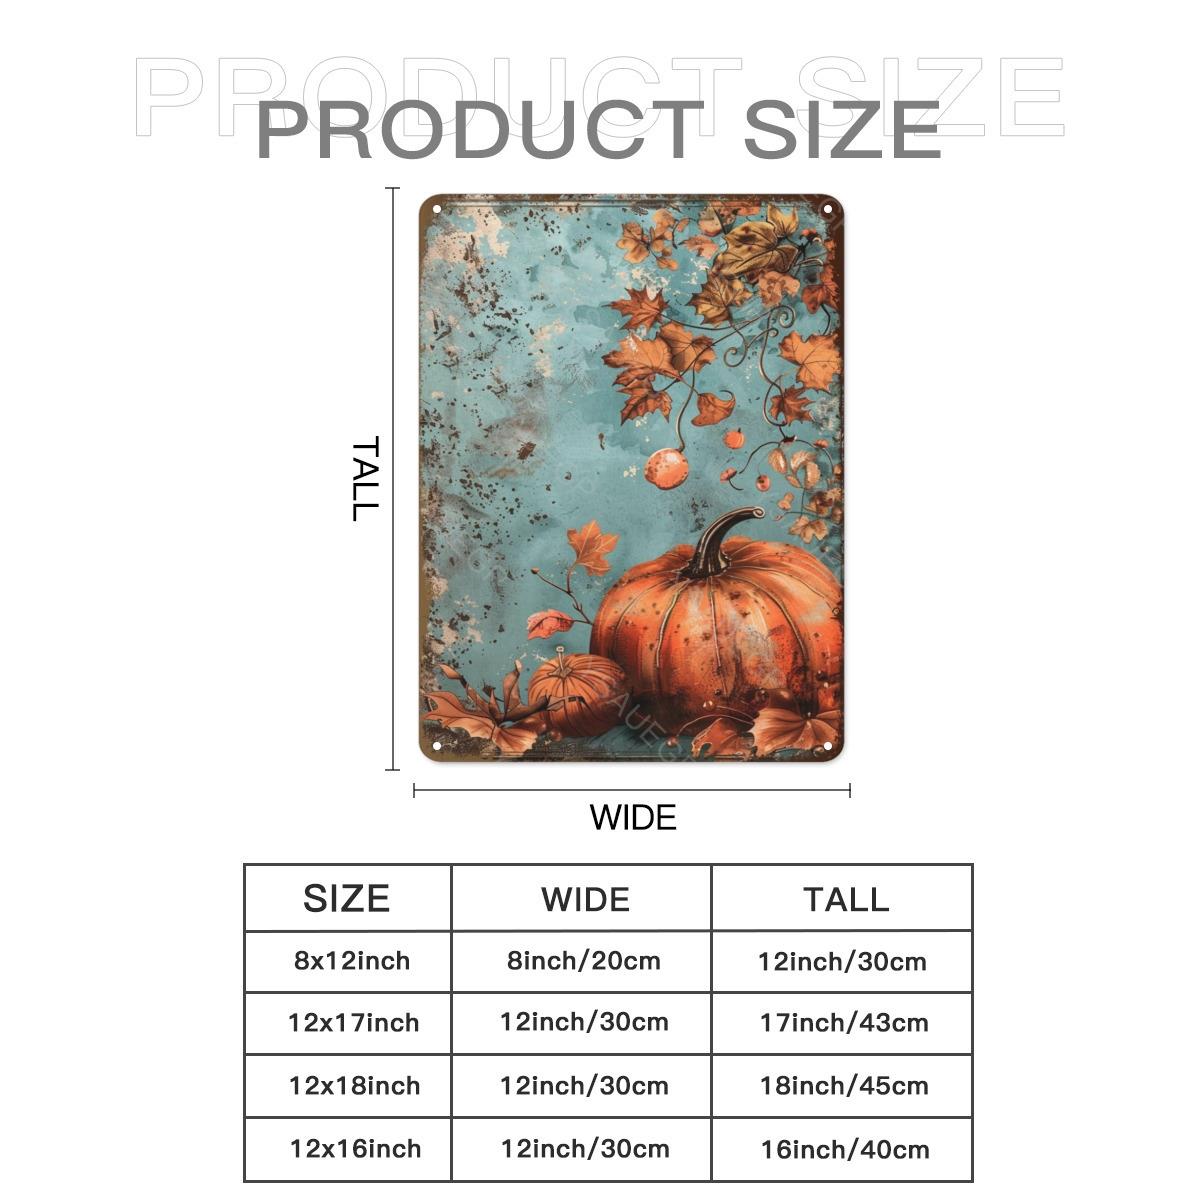 PRODUCT SIZE
PRODUCT SIZE
TALL
WIDE
SIZE WIDE TALL
8x12inch 8inch/20cm 12inch/30cm
12x17inch 12inch/30cm 17inch/43cm
12x18inch 12inch/30cm 18inch/45cm
12x16inch 12inch/30cm 16inch/40cm